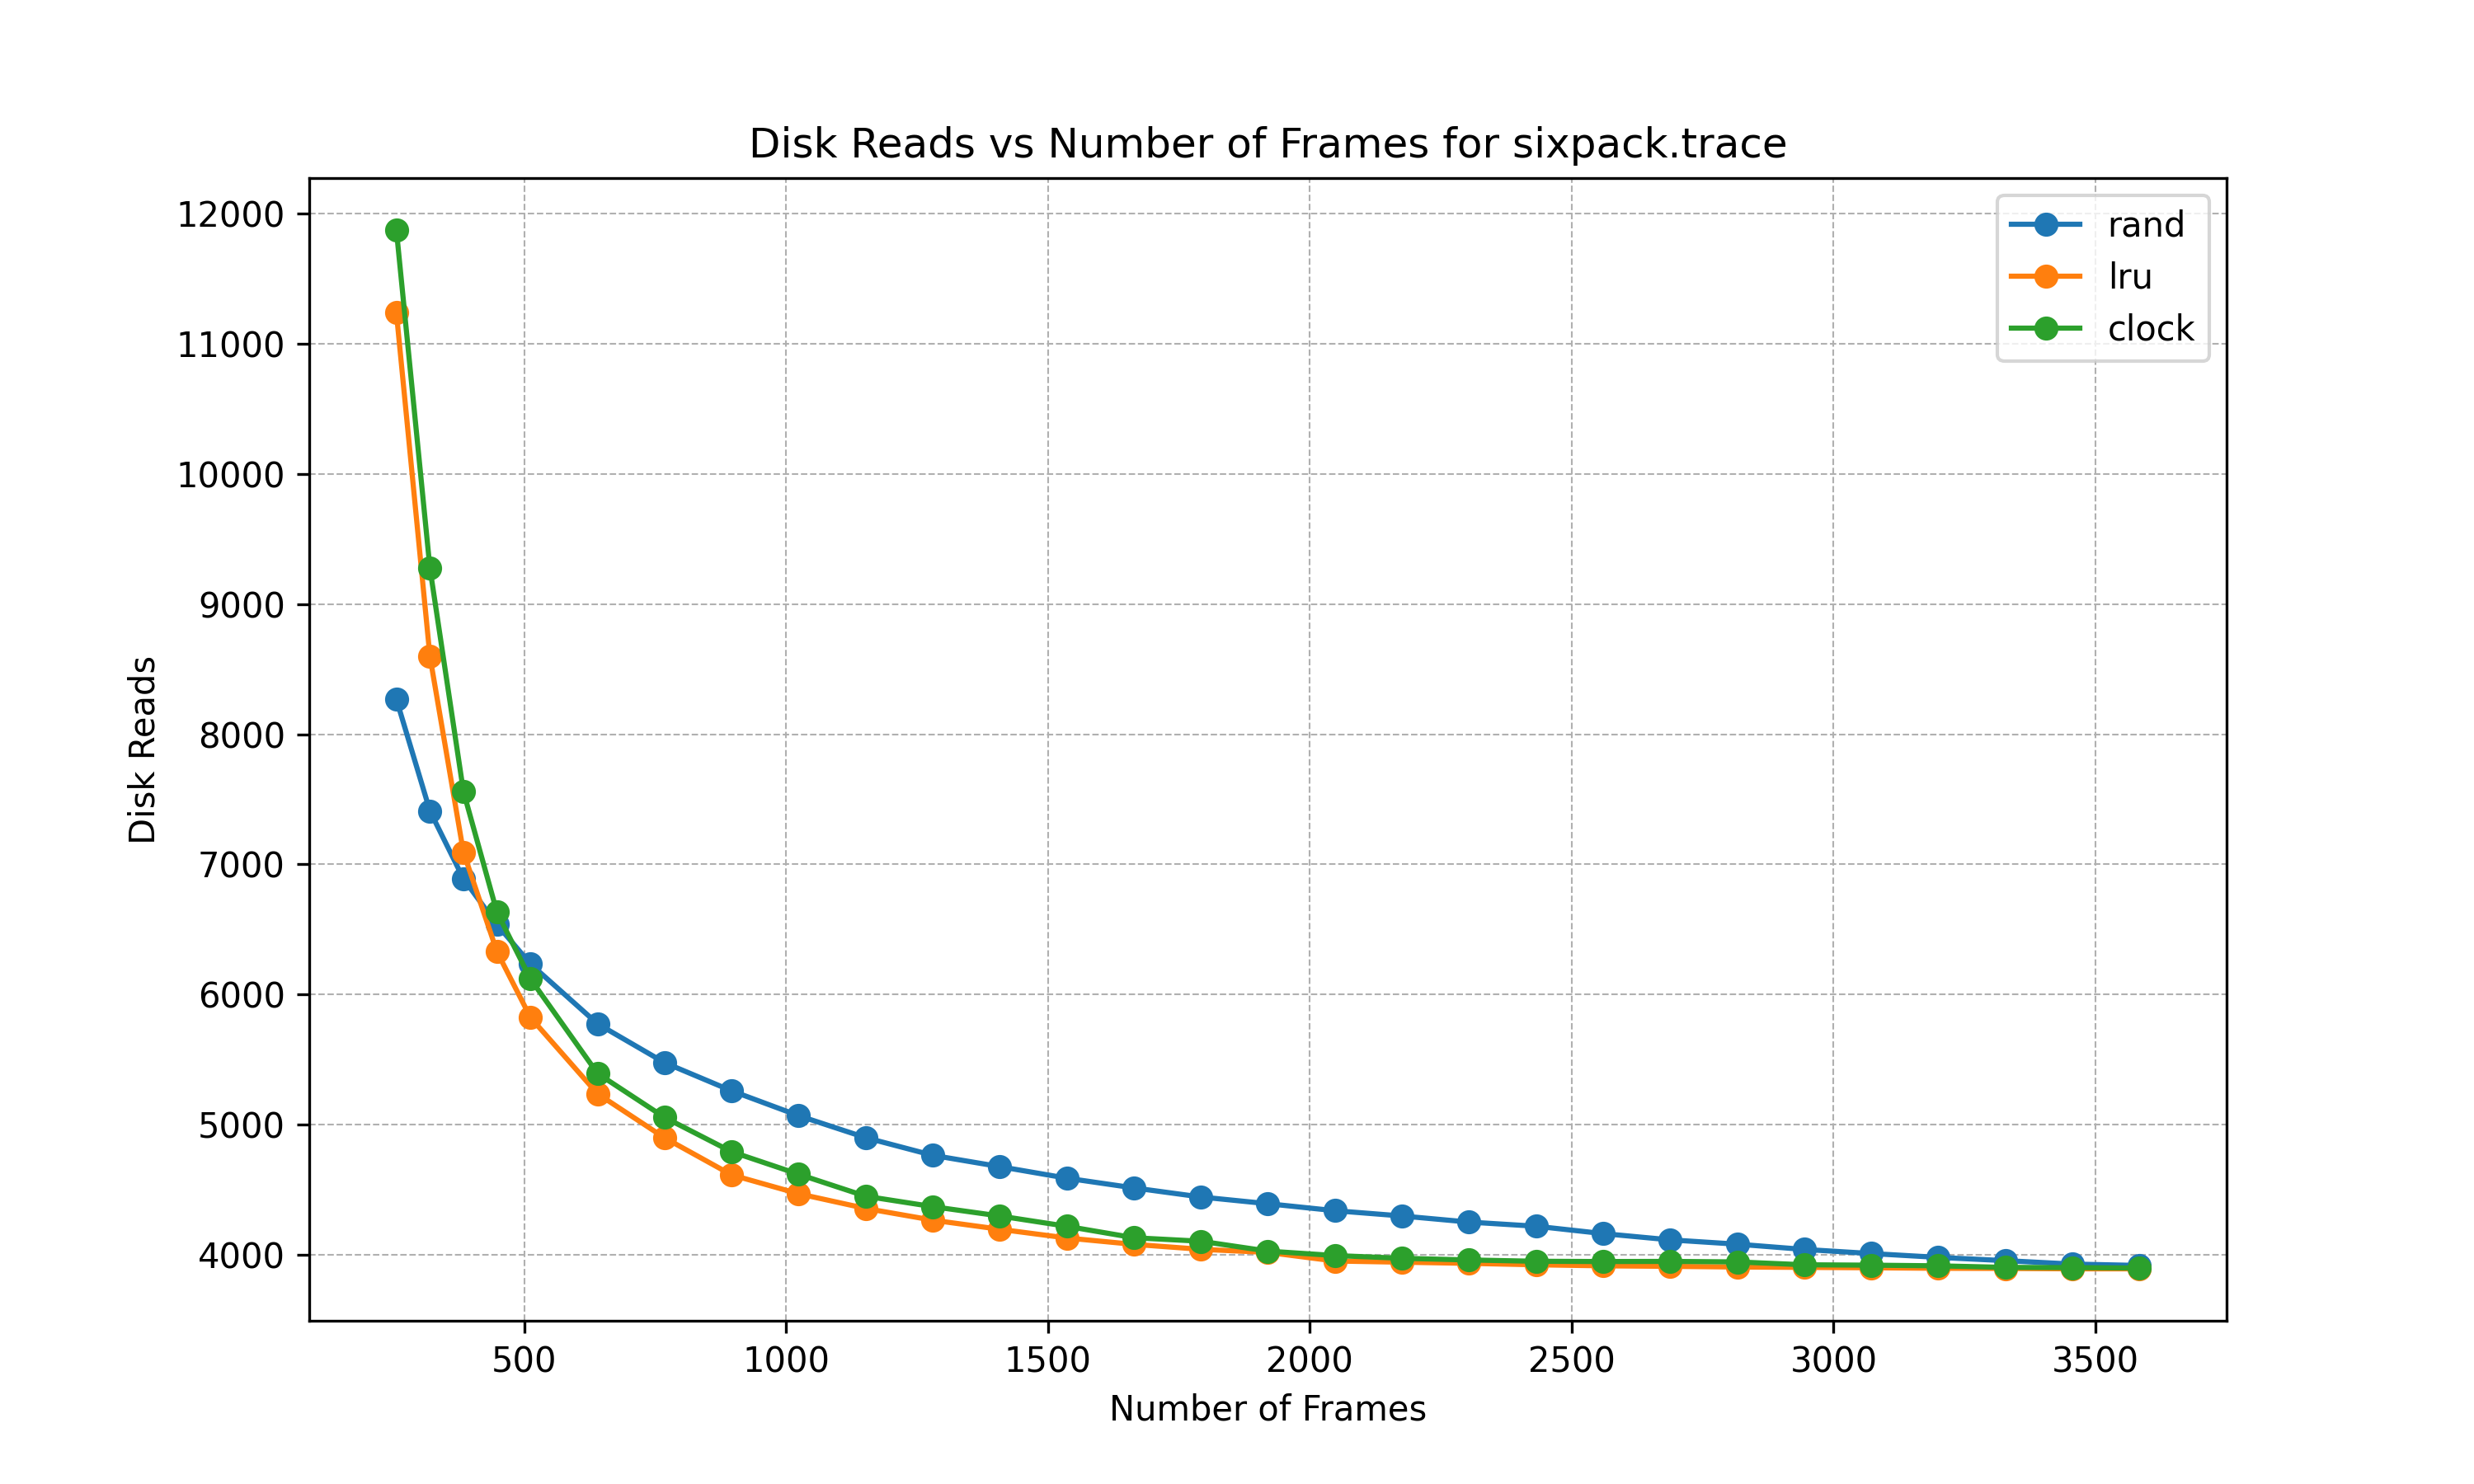 Disk Reads vs Number of Frames for sixpack.trace
rand
lru
clock
12000
11000
10000
9000
8000
7000
6000
5000
4000
Disk Reads
500 1000 1500 2000 2500 3000 3500
Number of Frames